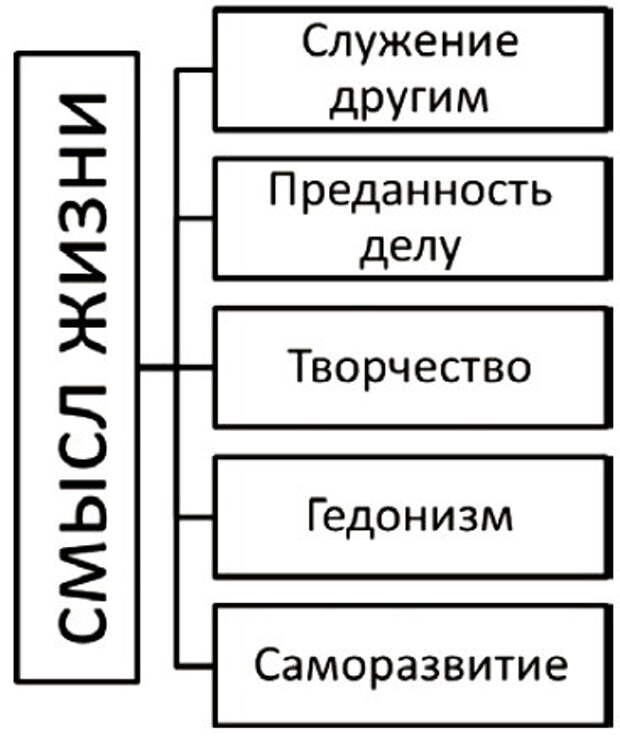 СМЫСЛ ЖИЗНИ
Служение
другим
Преданность
делу
Творчество
Гедонизм
Саморазвитие